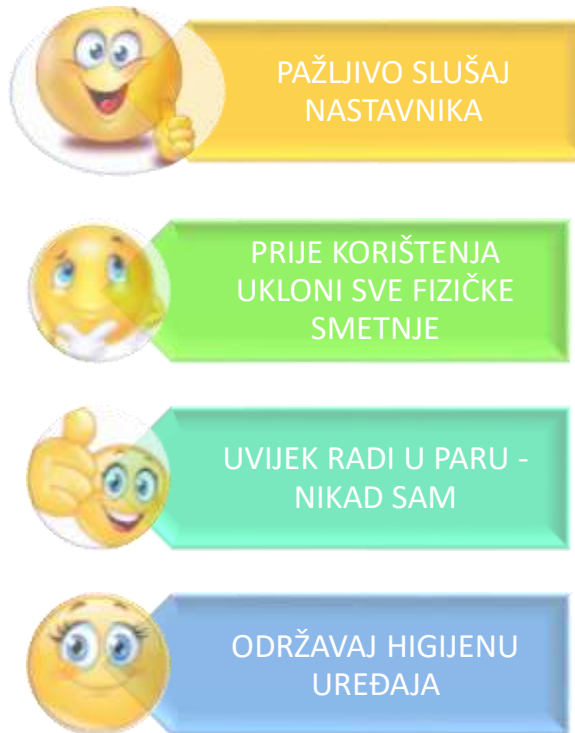 PAŽLJIVO SLUŠAJ
NASTAVNIKA
PRIJE KORIŠTENJA
UKLONI SVE FIZIČKE
SMETNJE
UVIJEK RADI U PARU -
NIKAD SAM
ODRŽAVAJ HIGIJENU
UREĐAJA